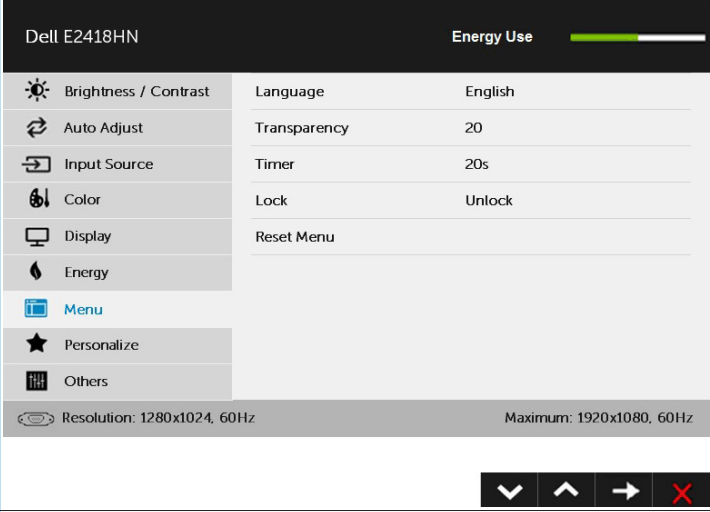 Dell E2418HN Energy Use
Brightness / Contrast Language English
Auto Adjust Transparency 20
Input Source Timer 20s
Color Lock Unlock
Display Reset Menu
Energy
Menu
Personalize
Others
Resolution: 1280x1024, 60Hz Maximum: 1920x1080, 60Hz